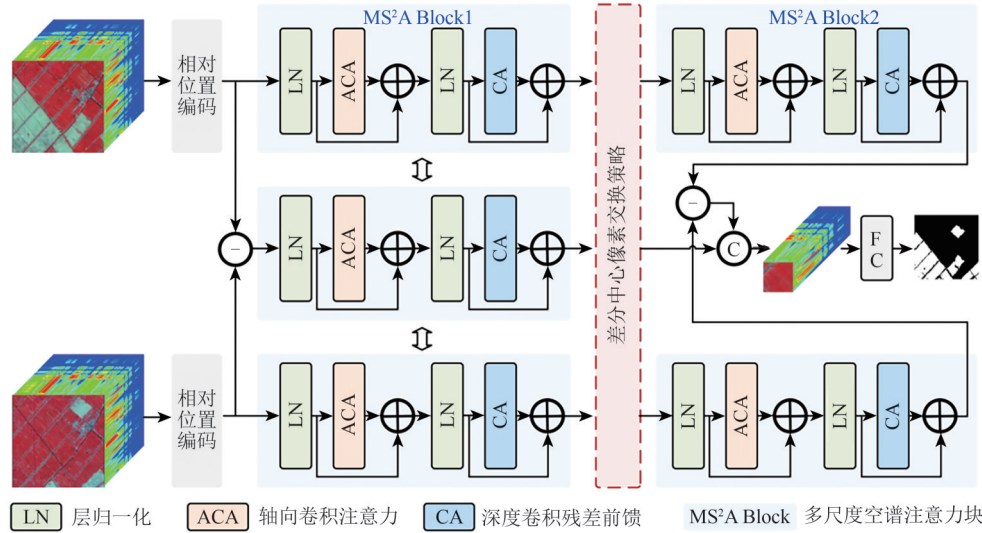 MS²A Block1
MS²A Block2
相对
位置
编码
LN
ACA
LN
CA
LN
ACA
LN
CA
LN
ACA
LN
CA
差分中心像素交换策略
−
−
C
F
C
相对
位置
编码
LN
ACA
LN
CA
LN
ACA
LN
CA
LN 层归一化 ACA 轴向卷积注意力 CA 深度卷积残差前馈 MS²A Block 多尺度空谱注意力块